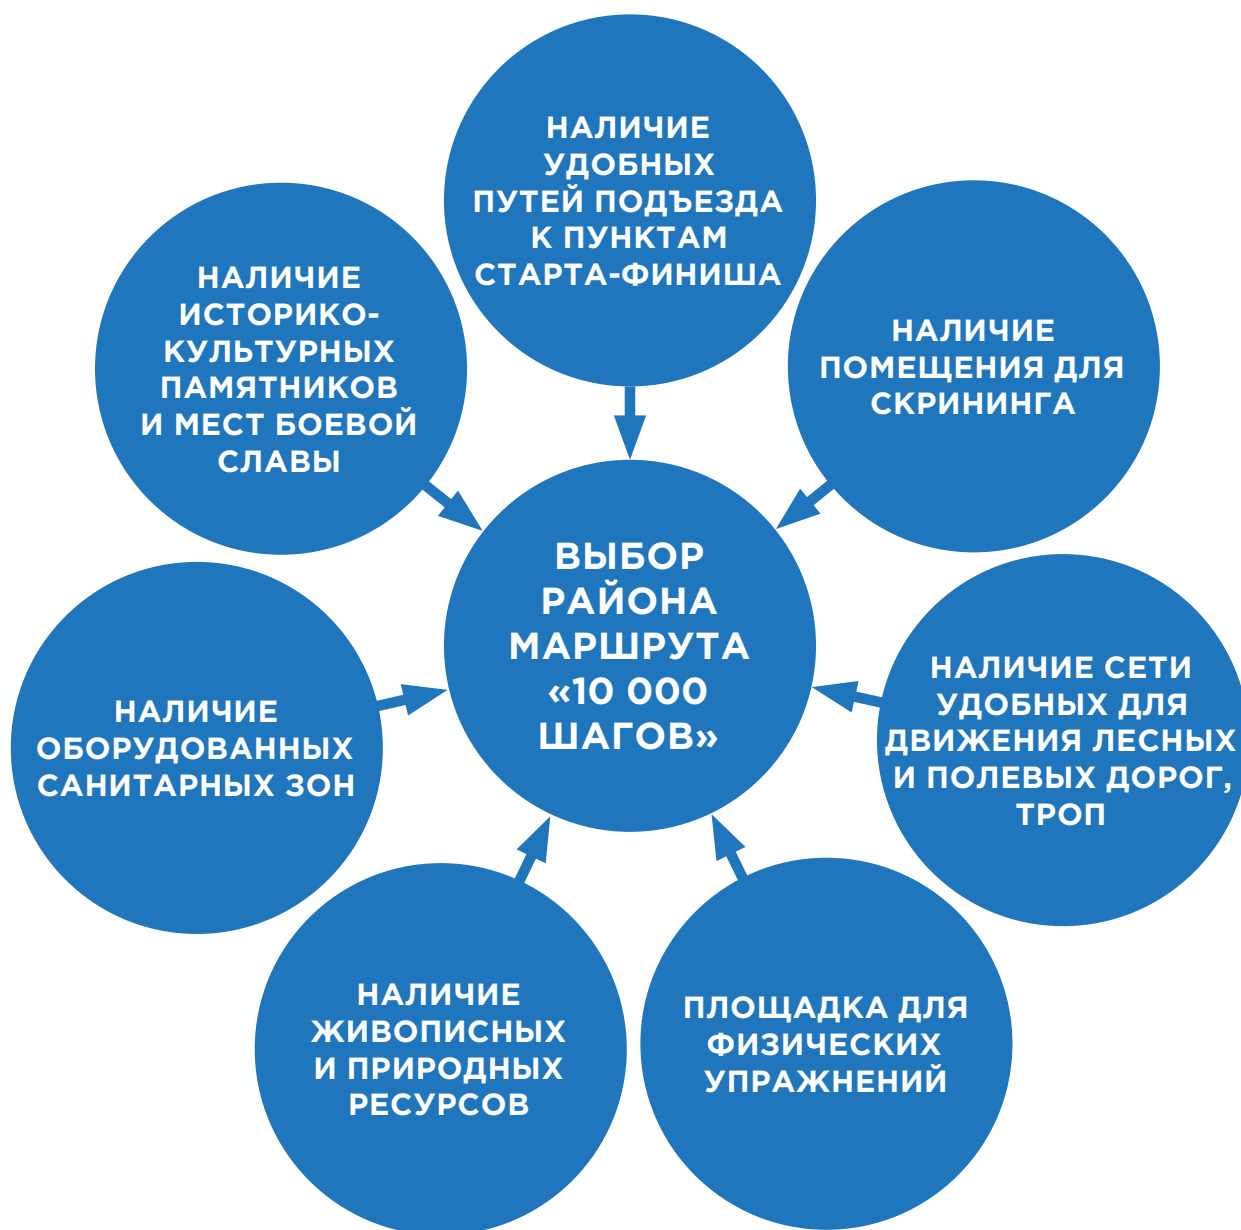 НАЛИЧИЕ
УДОБНЫХ
ПУТЕЙ ПОДЪЕЗДА
К ПУНКТАМ
СТАРТА-ФИНИША
НАЛИЧИЕ
ПОМЕЩЕНИЯ ДЛЯ
СКРИНИНГА
НАЛИЧИЕ СЕТИ
УДОБНЫХ ДЛЯ
ДВИЖЕНИЯ ЛЕСНЫХ
И ПОЛЕВЫХ ДОРОГ,
ТРОП
ПЛОЩАДКА ДЛЯ
ФИЗИЧЕСКИХ
УПРАЖНЕНИЙ
НАЛИЧИЕ
ЖИВОПИСНЫХ
И ПРИРОДНЫХ
РЕСУРСОВ
НАЛИЧИЕ
ОБОРУДОВАННЫХ
САНИТАРНЫХ ЗОН
НАЛИЧИЕ
ИСТОРИКО-
КУЛЬТУРНЫХ
ПАМЯТНИКОВ
И МЕСТ БОЕВОЙ
СЛАВЫ
ВЫБОР
РАЙОНА
МАРШРУТА
«10 000
ШАГОВ»